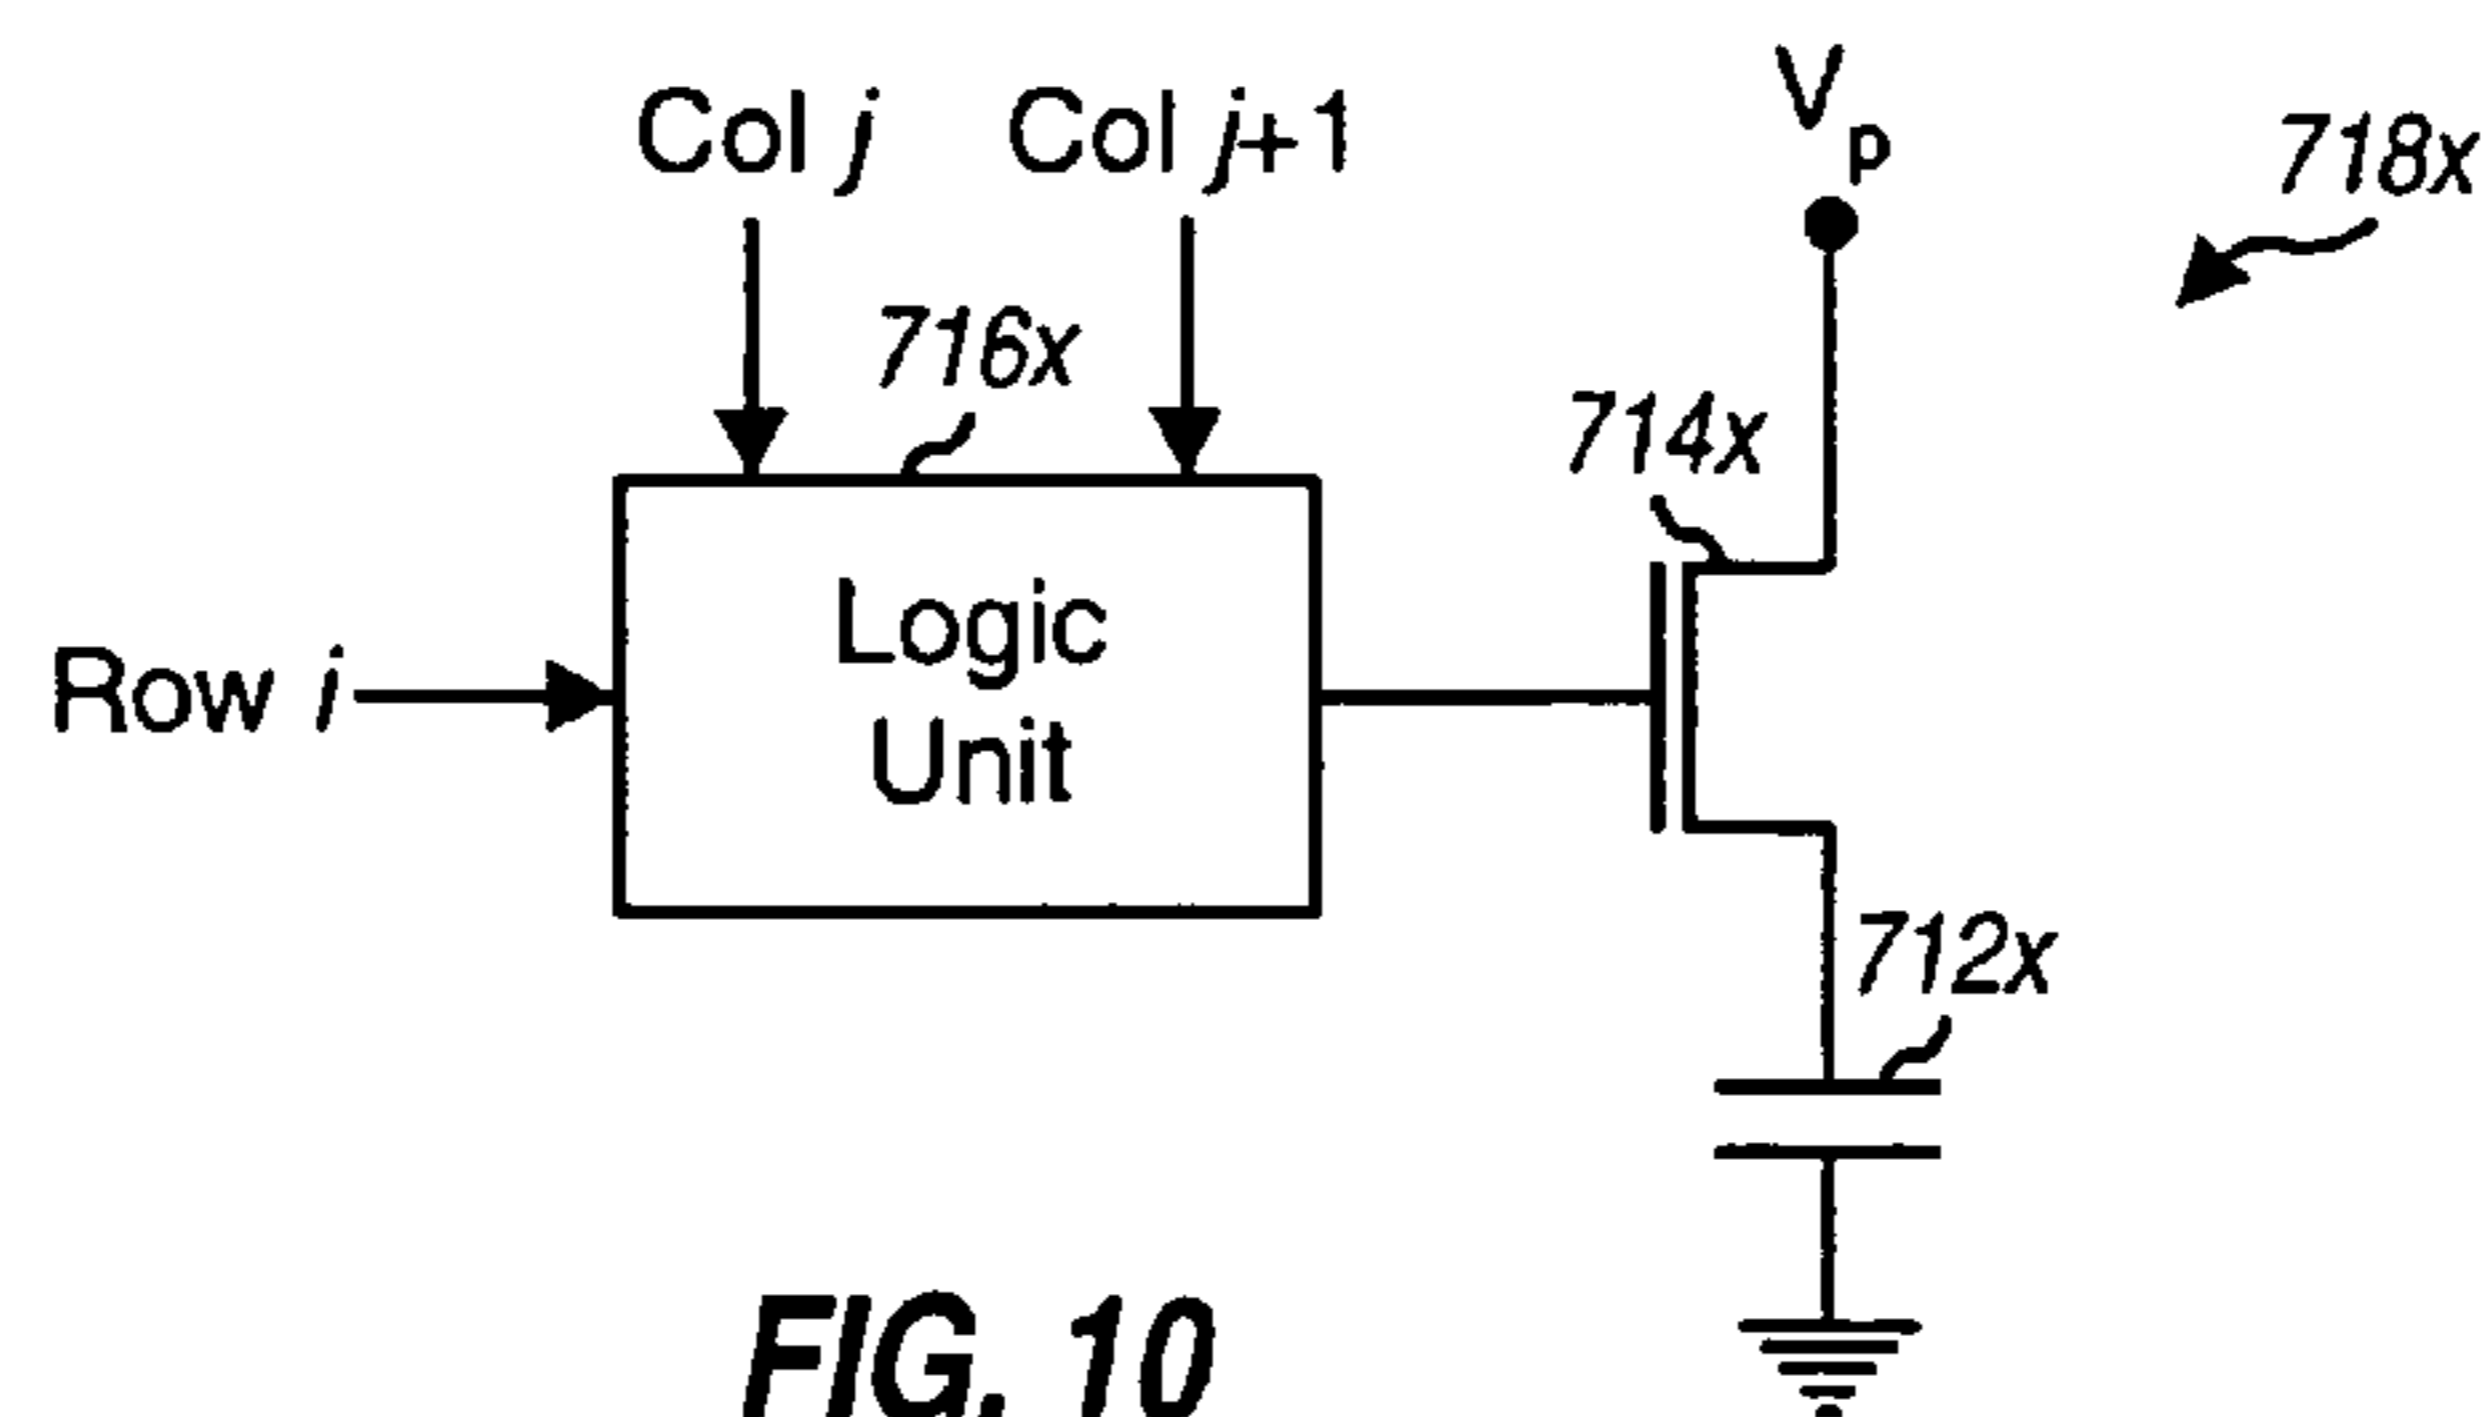 Col j Col j+1 Vp 718x
716x
714x
Logic
Row i
Unit
712x
FIG. 10